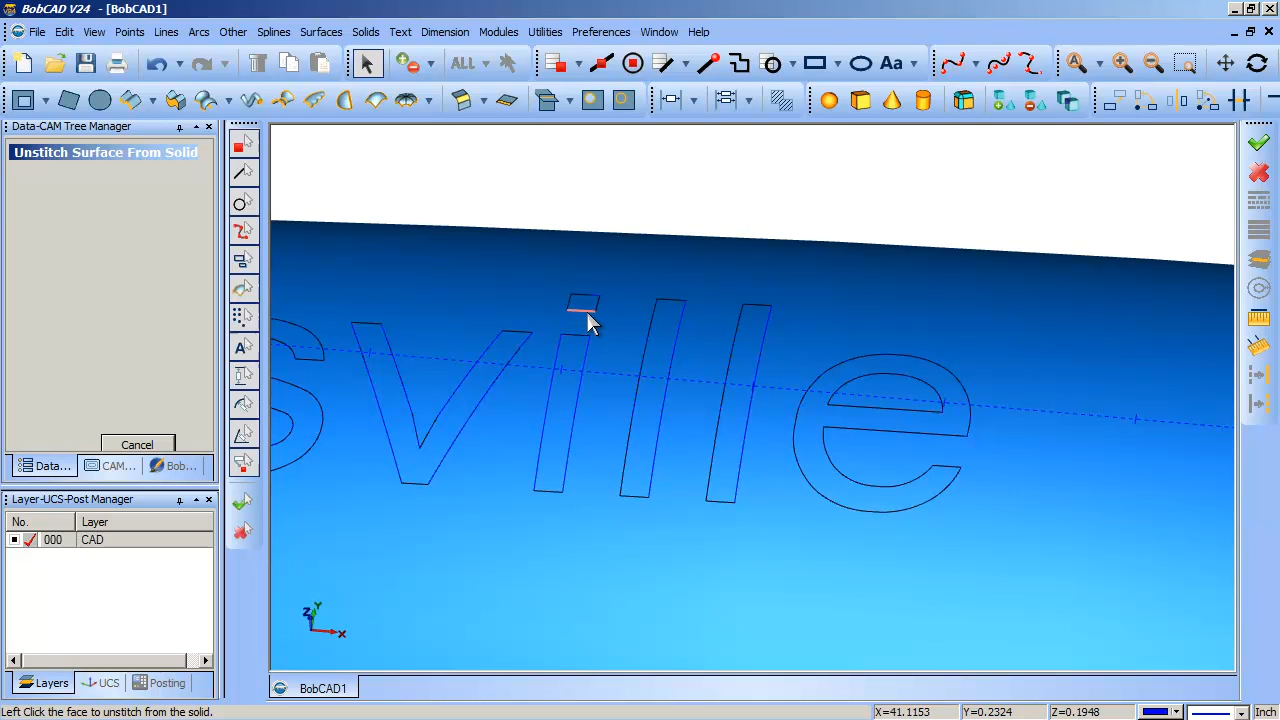 BobCAD V24 - [BobCAD1]
File Edit View Points Lines Arcs Other Splines Surfaces Solids Text Dimension Modules Utilities Preferences Window Help
ALL Aa
Data-CAM Tree Manager
Unstitch Surface From Solid
A
Cancel
Data... CAM... Bob...
Layer-UCS-Post Manager
No. Layer
000 CAD
sville
Z Y X
Layers UCS Posting
BobCAD1
Left Click the face to unstitch from the solid. X=41.1153 Y=0.2324 Z=0.1948 Inch